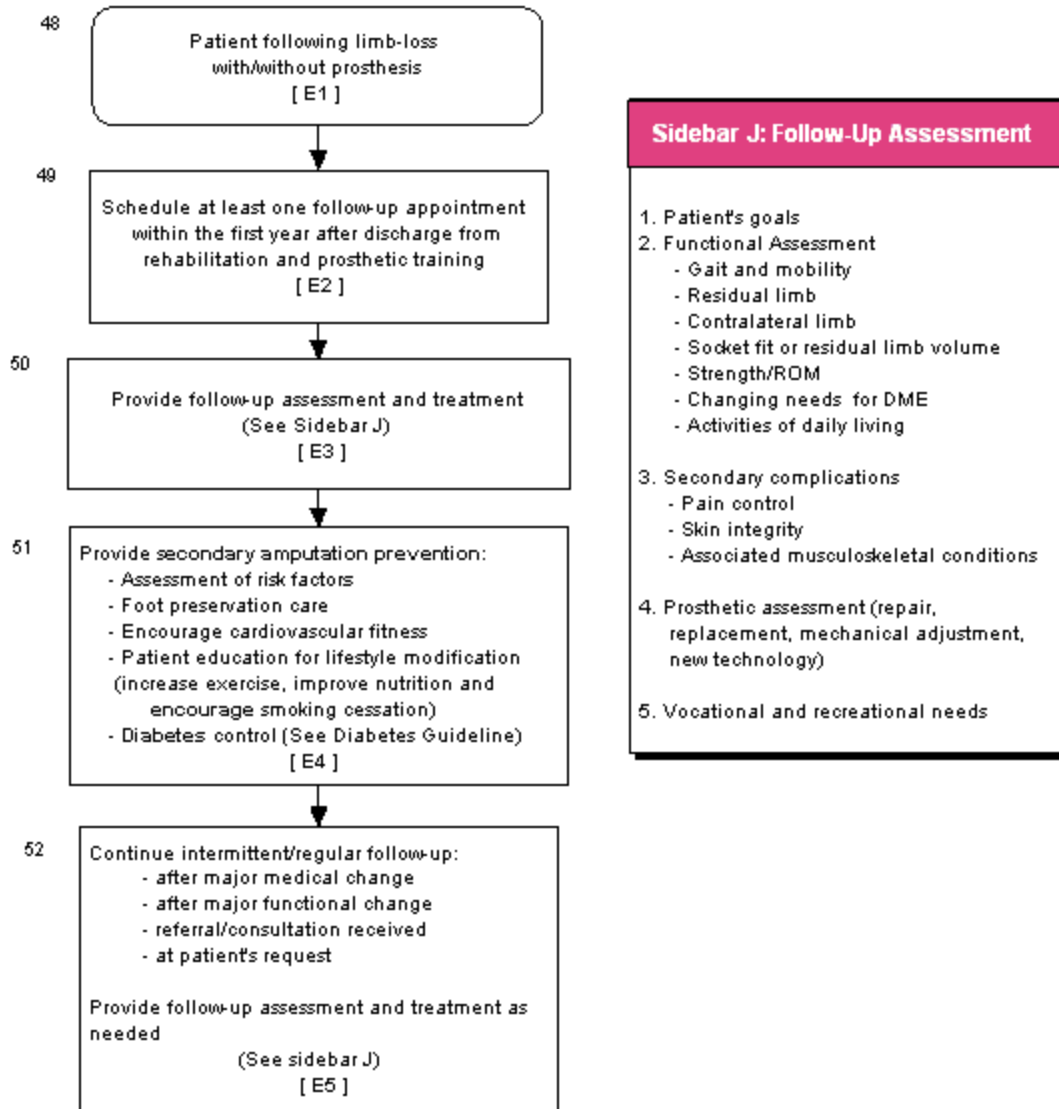 48
Patient following limb-loss
with/without prosthesis
[ E1 ]
49
Schedule at least one follow-up appointment
within the first year after discharge from
rehabilitation and prosthetic training
[ E2 ]
50
Provide follow-up assessment and treatment
(See Sidebar J)
[ E3 ]
51
Provide secondary amputation prevention:
- Assessment of risk factors
- Foot preservation care
- Encourage cardiovascular fitness
- Patient education for lifestyle modification
(increase exercise, improve nutrition and
encourage smoking cessation)
- Diabetes control (See Diabetes Guideline)
[ E4 ]
52
Continue intermittent/regular follow-up:
- after major medical change
- after major functional change
- referral/consultation received
- at patient's request
Provide follow-up assessment and treatment as
needed
(See sidebar J)
[ E5 ]
Sidebar J: Follow-Up Assessment
1. Patient's goals
2. Functional Assessment
- Gait and mobility
- Residual limb
- Contralateral limb
- Socket fit or residual limb volume
- Strength/ROM
- Changing needs for DME
- Activities of daily living
3. Secondary complications
- Pain control
- Skin integrity
- Associated musculoskeletal conditions
4. Prosthetic assessment (repair,
replacement, mechanical adjustment,
new technology)
5. Vocational and recreational needs